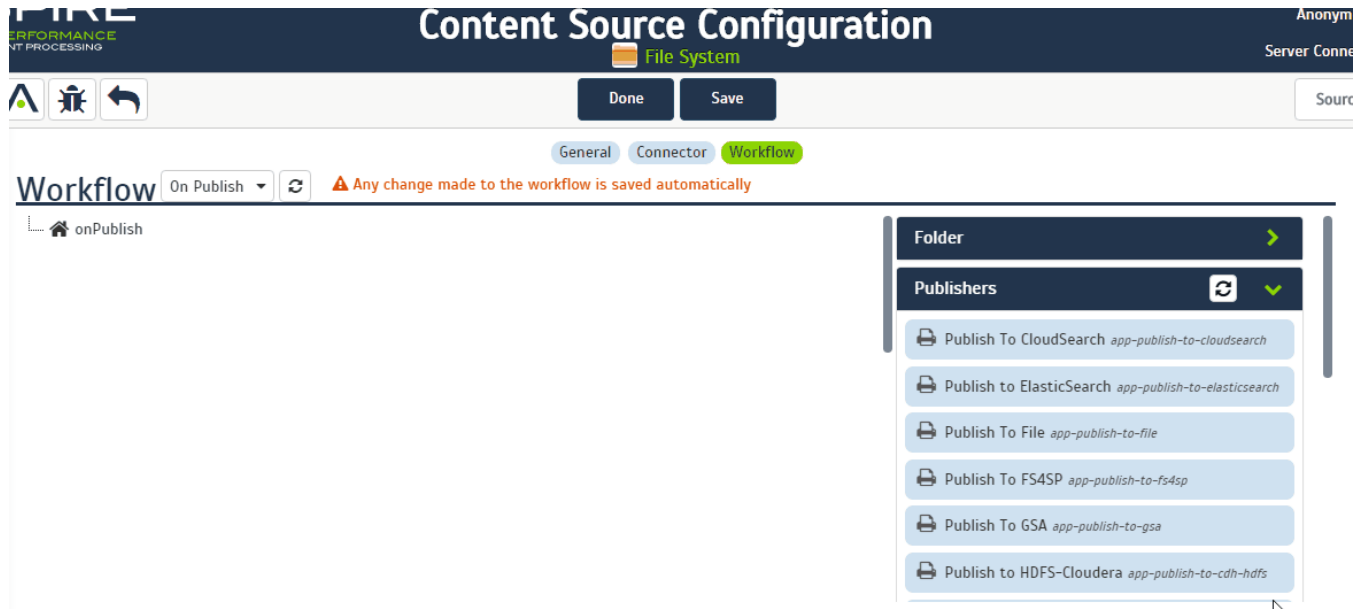 Content Source Configuration
File System
ERFORMANCE
NT PROCESSING
Anonym
Server Conne
Done
Save
Sourc
General
Connector
Workflow
Workflow
On Publish
Any change made to the workflow is saved automatically
onPublish
Folder
Publishers
Publish To CloudSearch app-publish-to-cloudsearch
Publish to ElasticSearch app-publish-to-elasticsearch
Publish To File app-publish-to-file
Publish To FS4SP app-publish-to-fs4sp
Publish To GSA app-publish-to-gsa
Publish to HDFS-Cloudera app-publish-to-cdh-hdfs